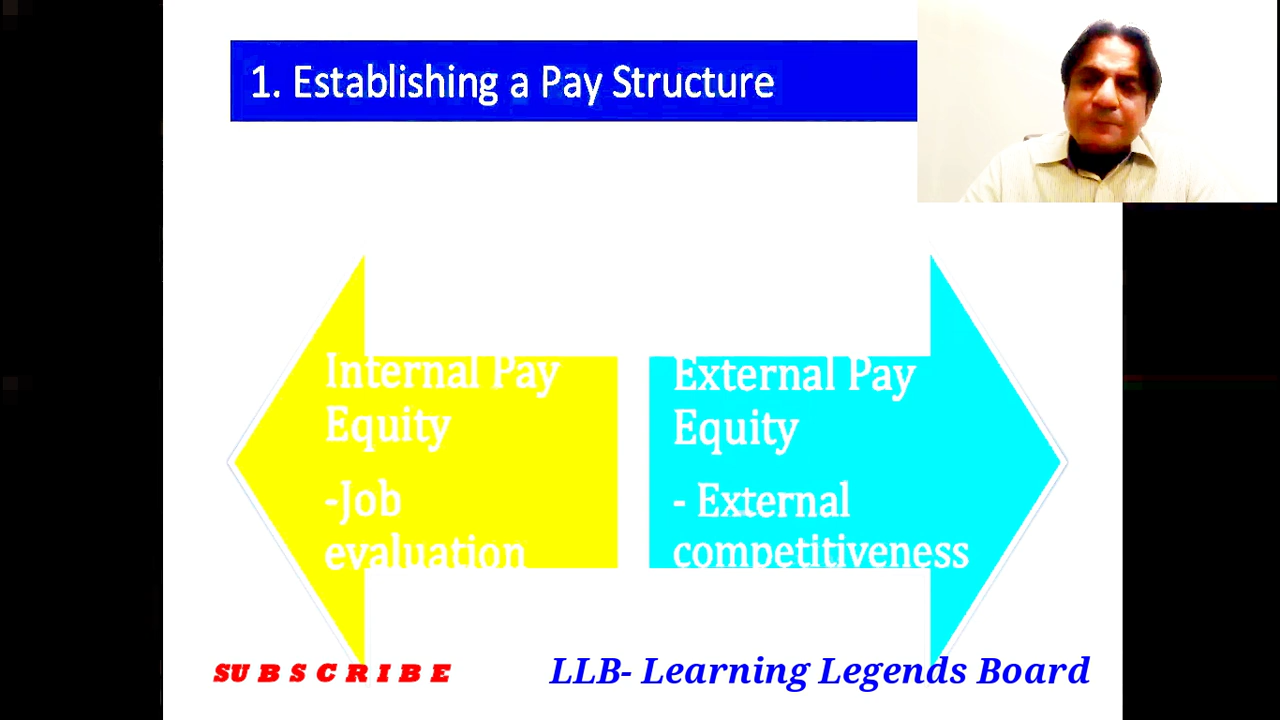 1. Establishing a Pay Structure
Internal Pay
Equity
-Job
evaluation
External Pay
Equity
- External
competitiveness
SUBSCRIBE
LLB- Learning Legends Board